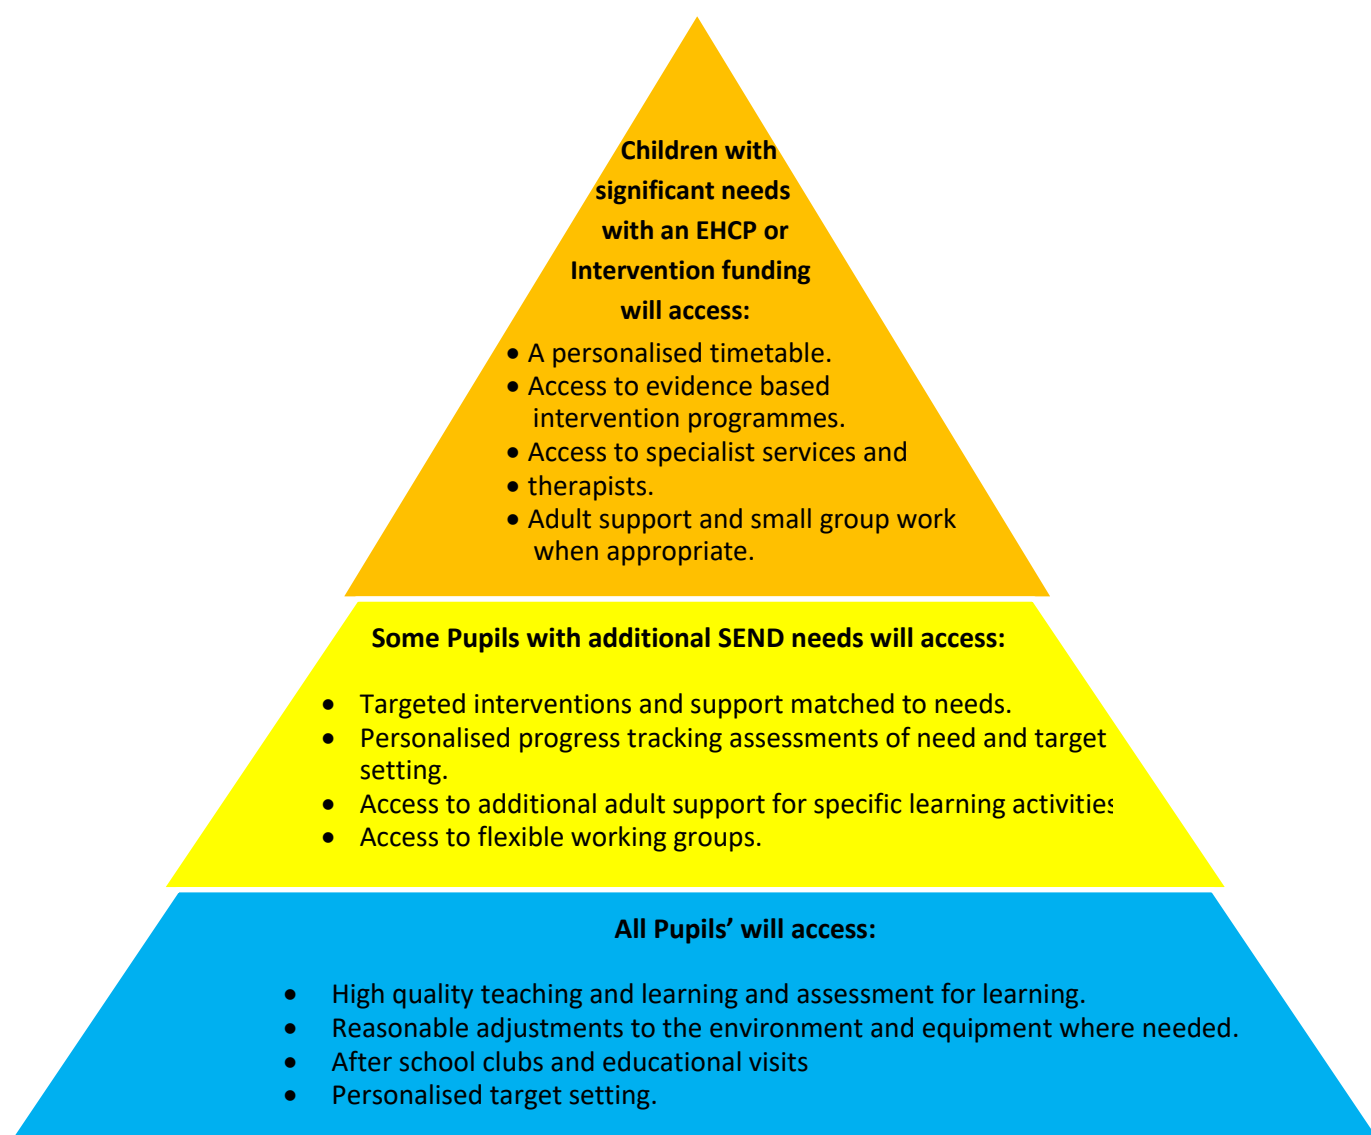 Children with
significant needs
with an EHCP or
Intervention funding
will access:
• A personalised timetable.
• Access to evidence based
intervention programmes.
• Access to specialist services and
• therapists.
• Adult support and small group work
when appropriate.
Some Pupils with additional SEND needs will access:
• Targeted interventions and support matched to needs.
• Personalised progress tracking assessments of need and target
setting.
• Access to additional adult support for specific learning activities
• Access to flexible working groups.
All Pupils’ will access:
• High quality teaching and learning and assessment for learning.
• Reasonable adjustments to the environment and equipment where needed.
• After school clubs and educational visits
• Personalised target setting.